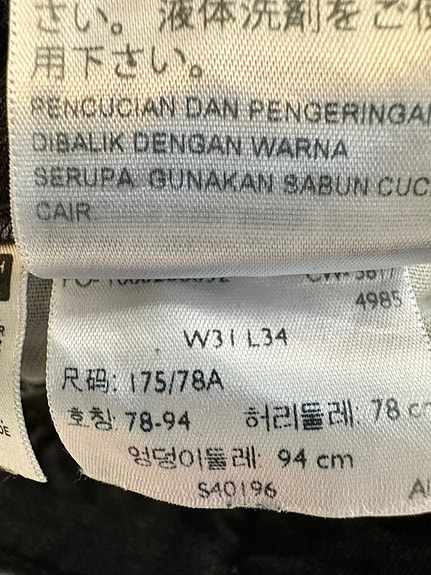 さい。液体洗剤をご使
用下さい。
PENCUCIAN DAN PENGERINGAN
DIBALIK DENGAN WARNA
SERUPA. GUNAKAN SABUN CUC
CAIR
4985
W31 L34
尺码: 175/78A
호칭: 78-94 허리둘레: 78 cm
엉덩이둘레: 94 cm
S40196